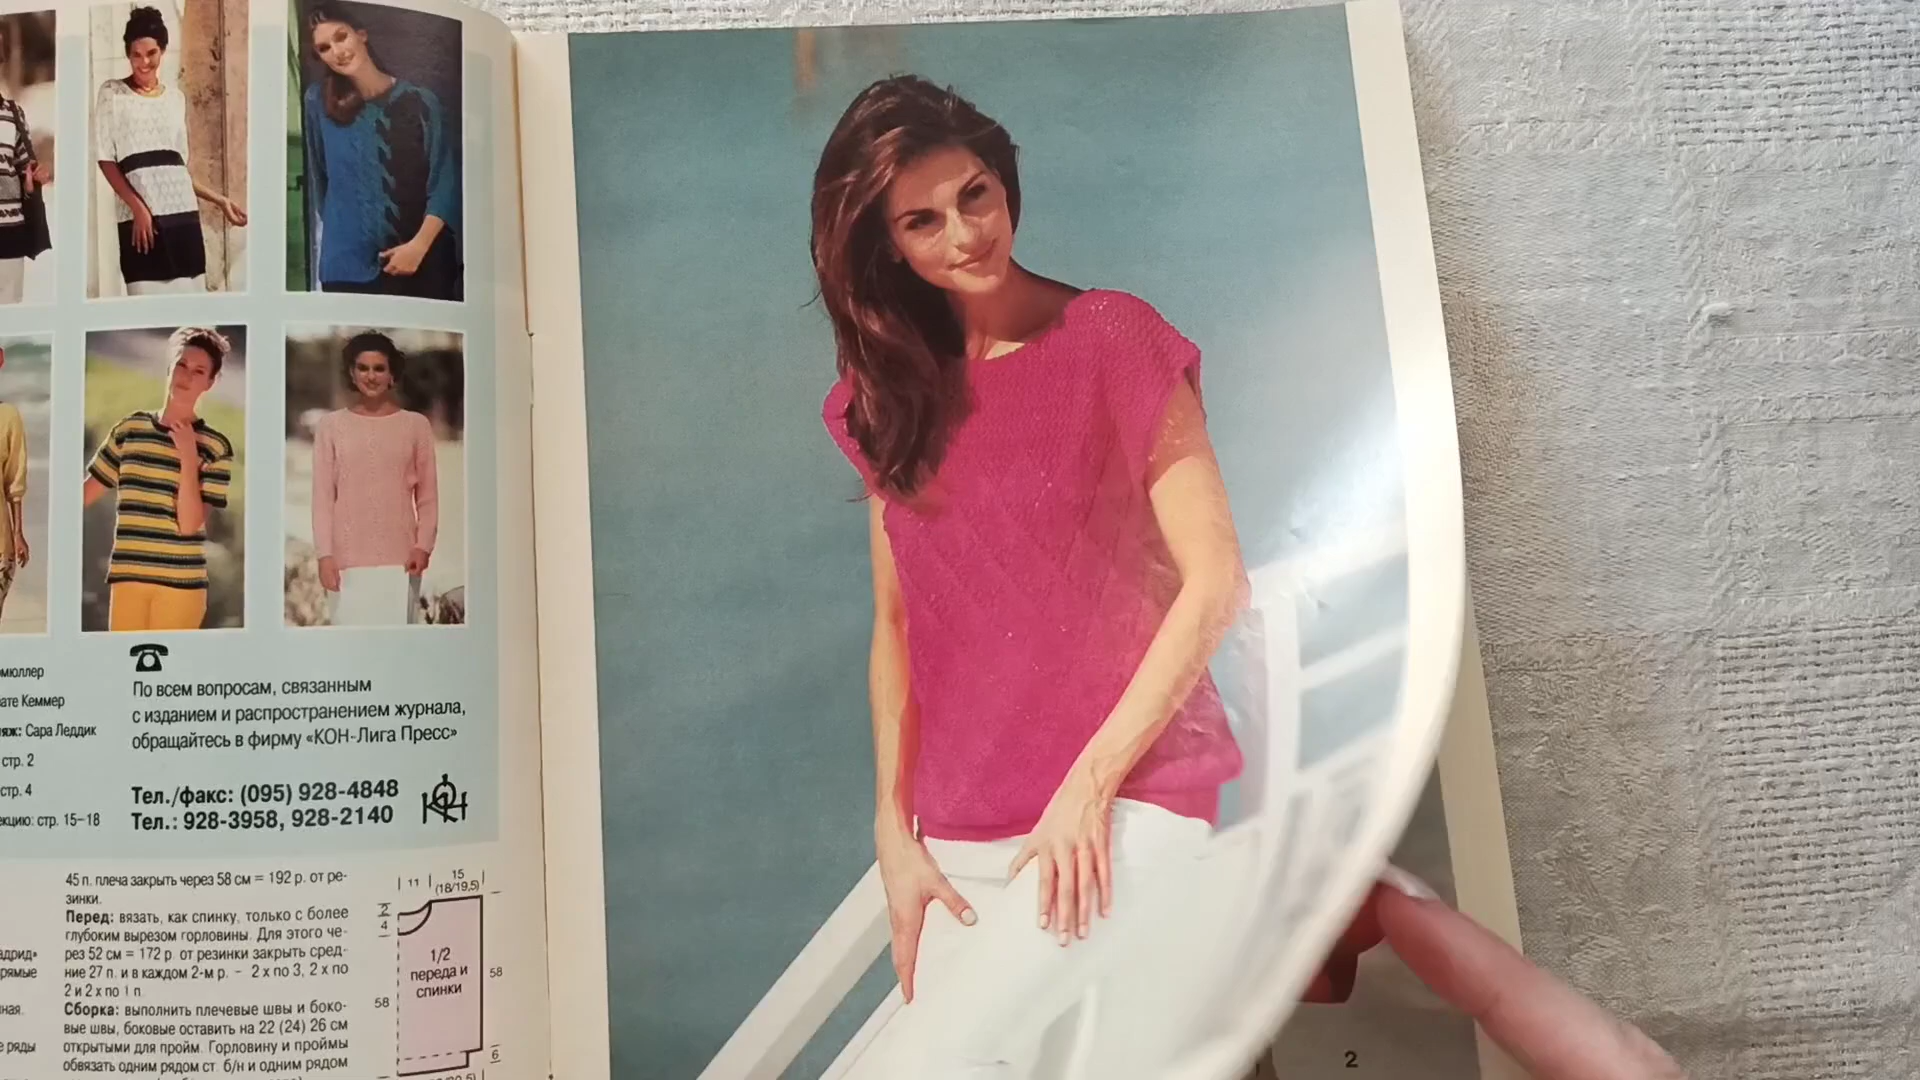 мюллер
ате Кеммер
яж: Сара Леддик
стр. 2
стр. 4
кцию: стр. 15–18
По всем вопросам, связанным
с изданием и распространением журнала,
обращайтесь в фирму «КОН-Лига Пресс»
Тел./факс: (095) 928-4848
Тел.: 928-3958, 928-2140
адрид»
рямые
ная.
е ряды
45 п. плеча закрыть через 58 см = 192 р. от ре-
зинки.
Перед: вязать, как спинку, только с более
глубоким вырезом горловины. Для этого че-
рез 52 см = 172 р. от резинки закрыть сред-
ние 27 п. и в каждом 2-м р. – 2 х по 3, 2 х по
2 и 2 х по 1 п.
Сборка: выполнить плечевые швы и боко-
вые швы, боковые оставить на 22 (24) 26 см
открытыми для пройм. Горловину и проймы
обвязать одним рядом ст. б/н и одним рядом
11 15
(18/19,5)
2
4
1/2
переда и
спинки
58
58
6
2